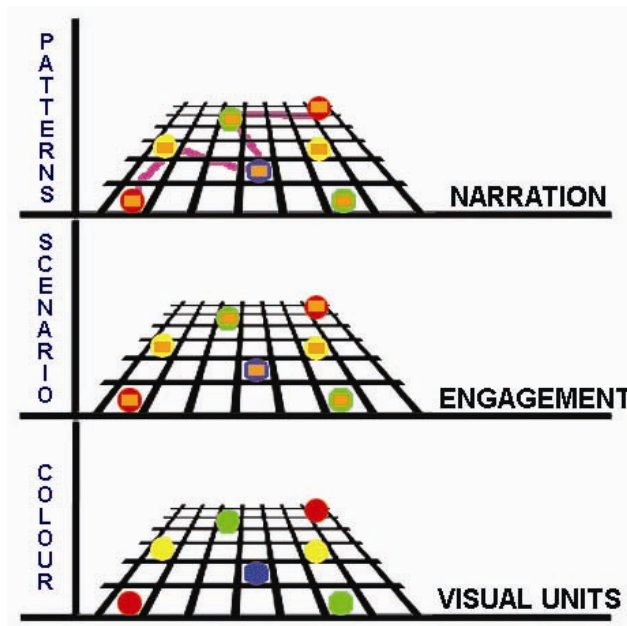 PATTERNS
NARRATION
SCENARIO
ENGAGEMENT
COLOUR
VISUAL UNITS